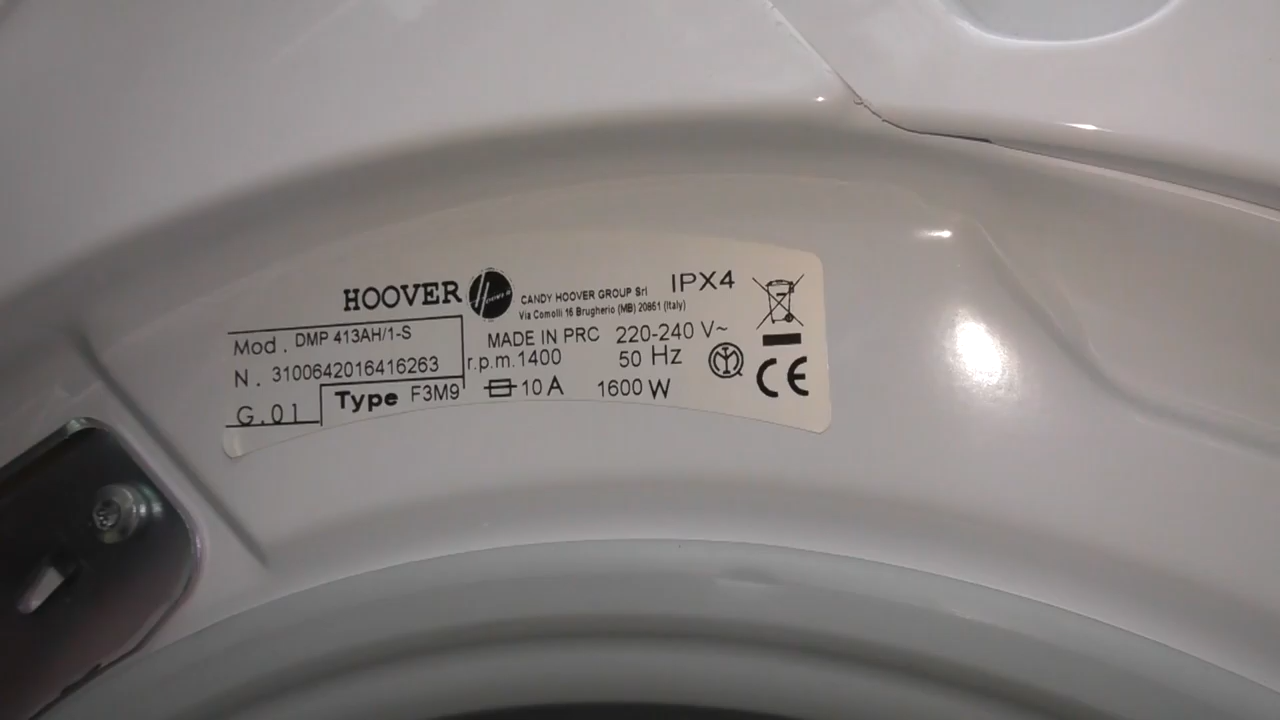 HOOVER Hoover CANDY HOOVER GROUP Srl IPX4
Via Comolli 16 Brugherio (MB) 20861 (Italy)
Mod. DMP 413AH/1-S MADE IN PRC 220-240 V~
N. 3100642016416263 r.p.m. 1400 50 Hz
G.01 Type F3M9 10 A 1600 W CE